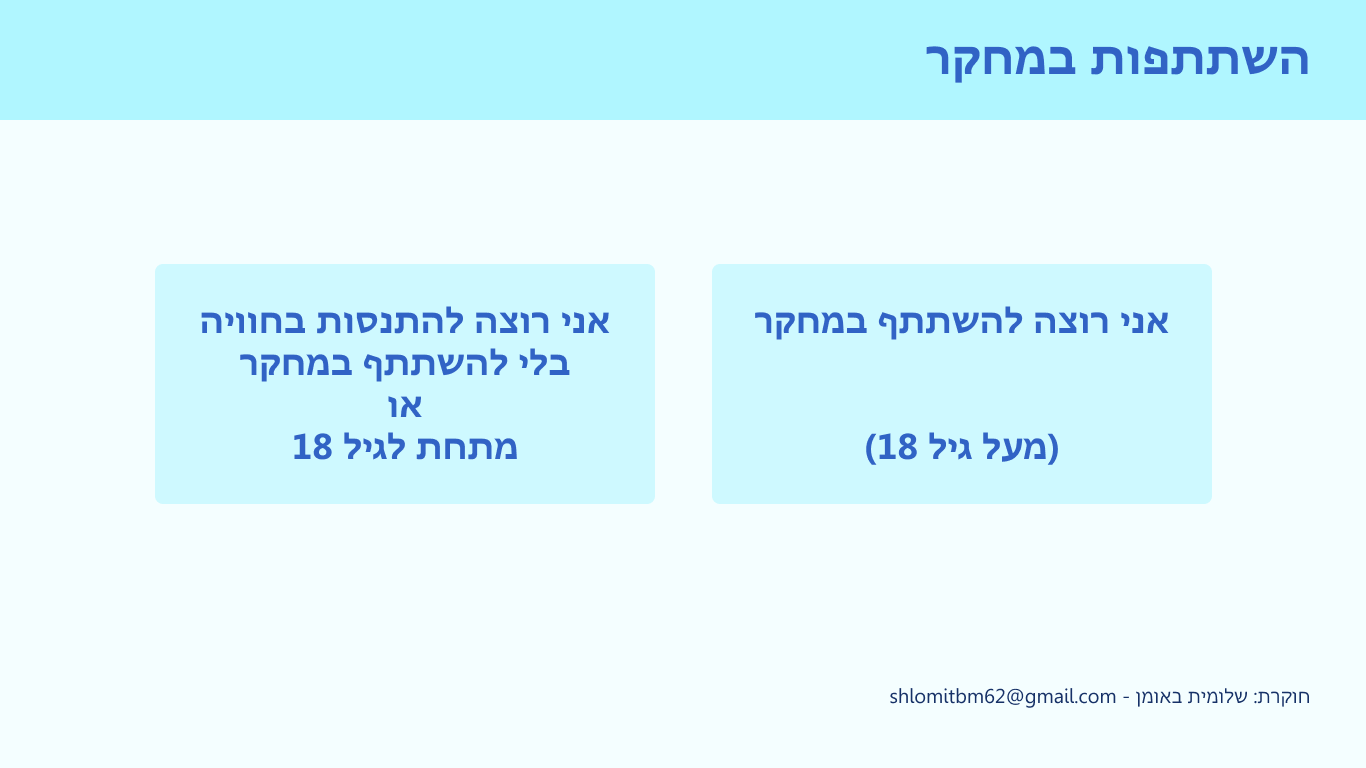 השתתפות במחקר
אני רוצה להשתתף במחקר
(מעל גיל 18)
אני רוצה להתנסות בחוויה
בלי להשתתף במחקר
או
מתחת לגיל 18
חוקרת: שלומית באומן - shlomitbm62@gmail.com